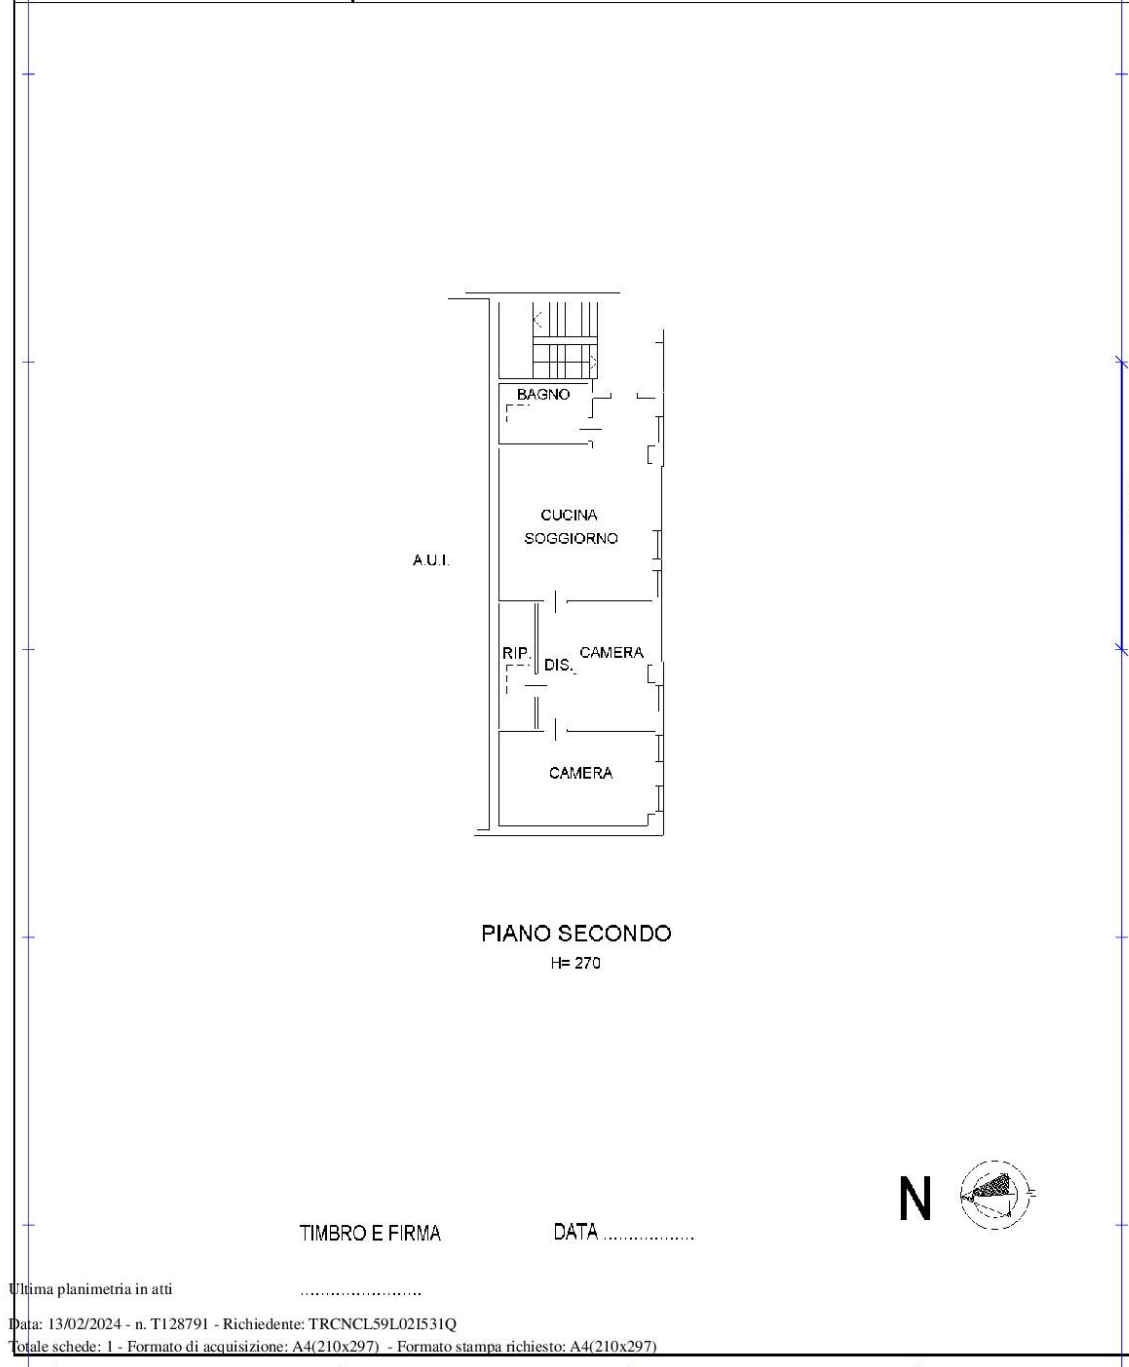 BAGNO
CUCINA
SOGGIORNO
A.U.I.
RIP.
DIS.
CAMERA
CAMERA
PIANO SECONDO
H= 270
N
TIMBRO E FIRMA
DATA ..................
Ultima planimetria in atti
........................
Data: 13/02/2024 - n. T128791 - Richiedente: TRCNCL59L02I531Q
Totale schede: 1 - Formato di acquisizione: A4(210x297) - Formato stampa richiesto: A4(210x297)